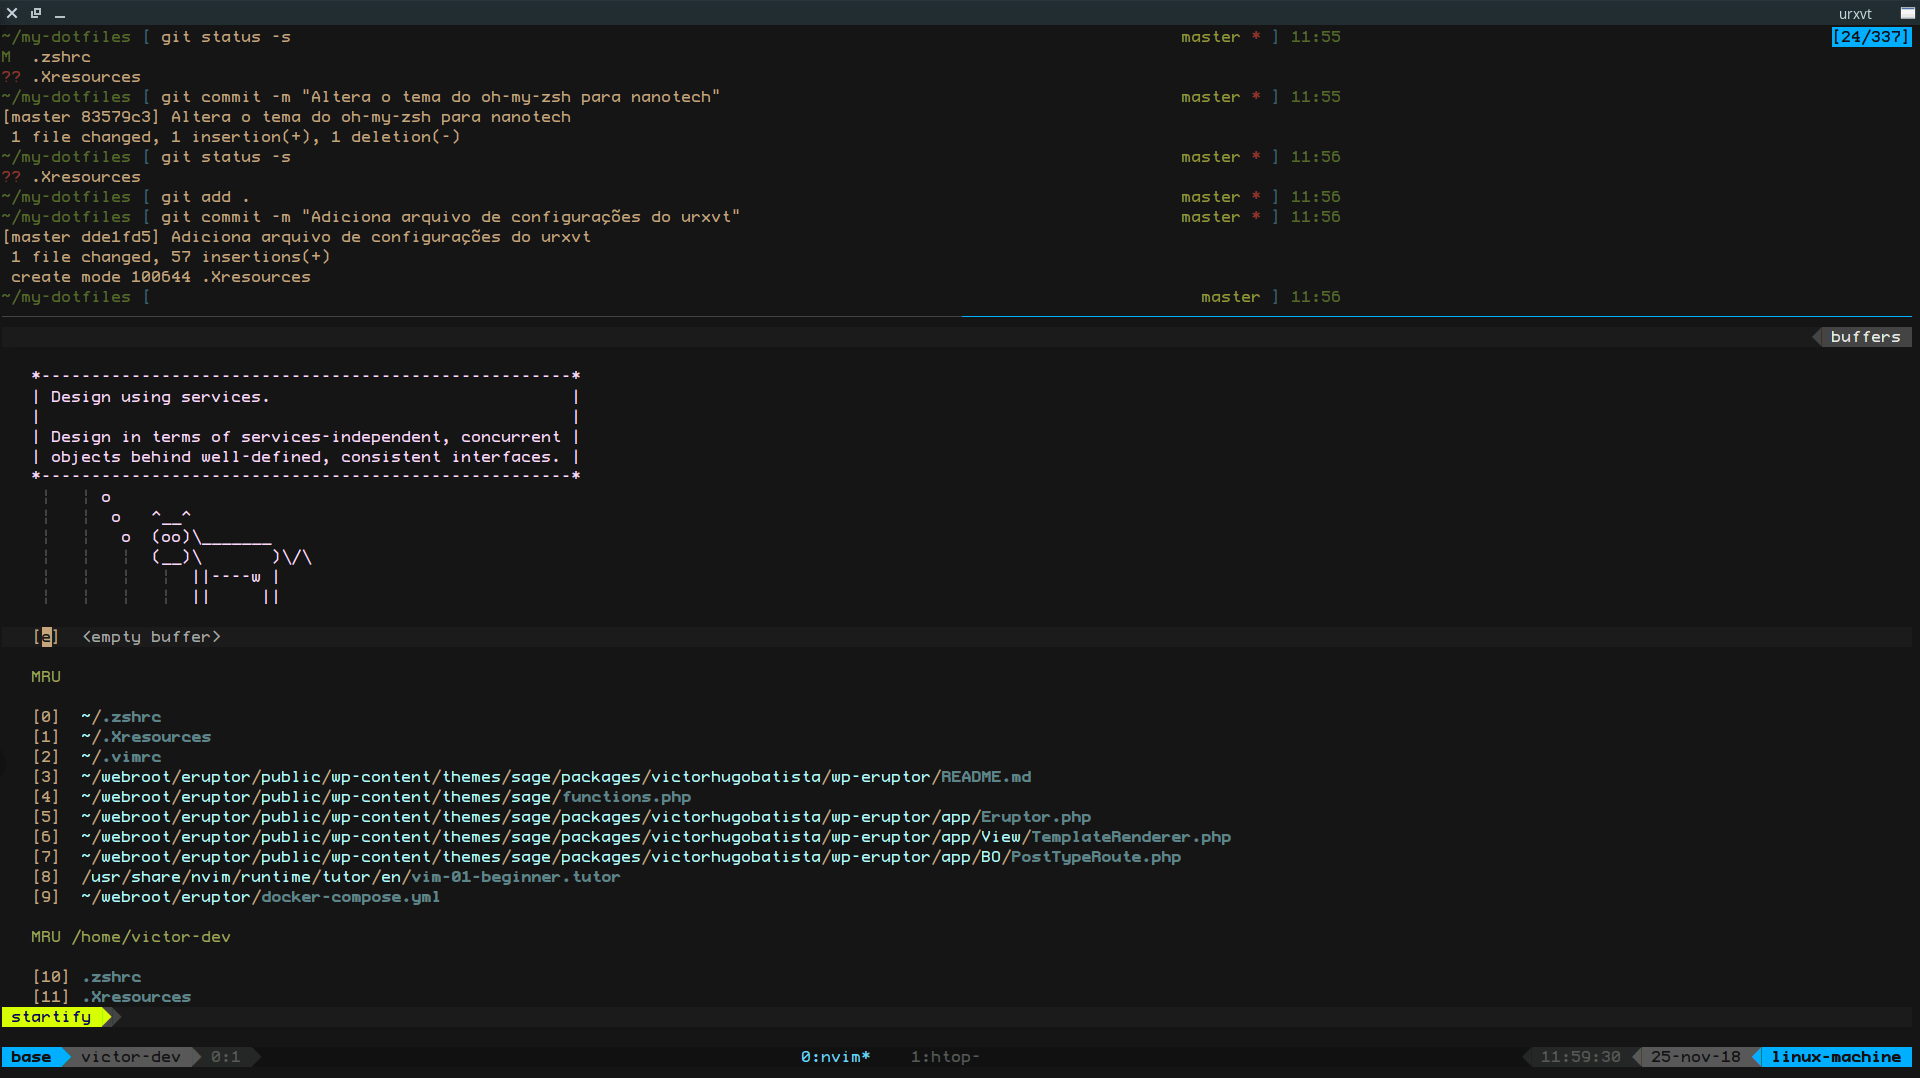 urxvt
~/my-dotfiles [ git status -s master * ] 11:55 [24/337]
M  .zshrc
?? .Xresources
~/my-dotfiles [ git commit -m "Altera o tema do oh-my-zsh para nanotech" master * ] 11:55
[master 83579c3] Altera o tema do oh-my-zsh para nanotech
 1 file changed, 1 insertion(+), 1 deletion(-)
~/my-dotfiles [ git status -s master * ] 11:56
?? .Xresources
~/my-dotfiles [ git add . master * ] 11:56
~/my-dotfiles [ git commit -m "Adiciona arquivo de configurações do urxvt" master * ] 11:56
[master dde1fd5] Adiciona arquivo de configurações do urxvt
 1 file changed, 57 insertions(+)
 create mode 100644 .Xresources
~/my-dotfiles [ master ] 11:56
buffers
*-----------------------------------------------------*
| Design using services.                              |
|                                                     |
| Design in terms of services-independent, concurrent |
| objects behind well-defined, consistent interfaces. |
*-----------------------------------------------------*
       o
        o   ^__^
         o  (oo)\_______
            (__)\       )\/\
                ||----w |
                ||     ||
[e]  <empty buffer>
MRU
[0]  ~/.zshrc
[1]  ~/.Xresources
[2]  ~/.vimrc
[3]  ~/webroot/eruptor/public/wp-content/themes/sage/packages/victorhugobatista/wp-eruptor/README.md
[4]  ~/webroot/eruptor/public/wp-content/themes/sage/functions.php
[5]  ~/webroot/eruptor/public/wp-content/themes/sage/packages/victorhugobatista/wp-eruptor/app/Eruptor.php
[6]  ~/webroot/eruptor/public/wp-content/themes/sage/packages/victorhugobatista/wp-eruptor/app/View/TemplateRenderer.php
[7]  ~/webroot/eruptor/public/wp-content/themes/sage/packages/victorhugobatista/wp-eruptor/app/BO/PostTypeRoute.php
[8]  /usr/share/nvim/runtime/tutor/en/vim-01-beginner.tutor
[9]  ~/webroot/eruptor/docker-compose.yml
MRU /home/victor-dev
[10] .zshrc
[11] .Xresources
startify
base victor-dev 0:1 0:nvim* 1:htop- 11:59:30 25-nov-18 linux-machine